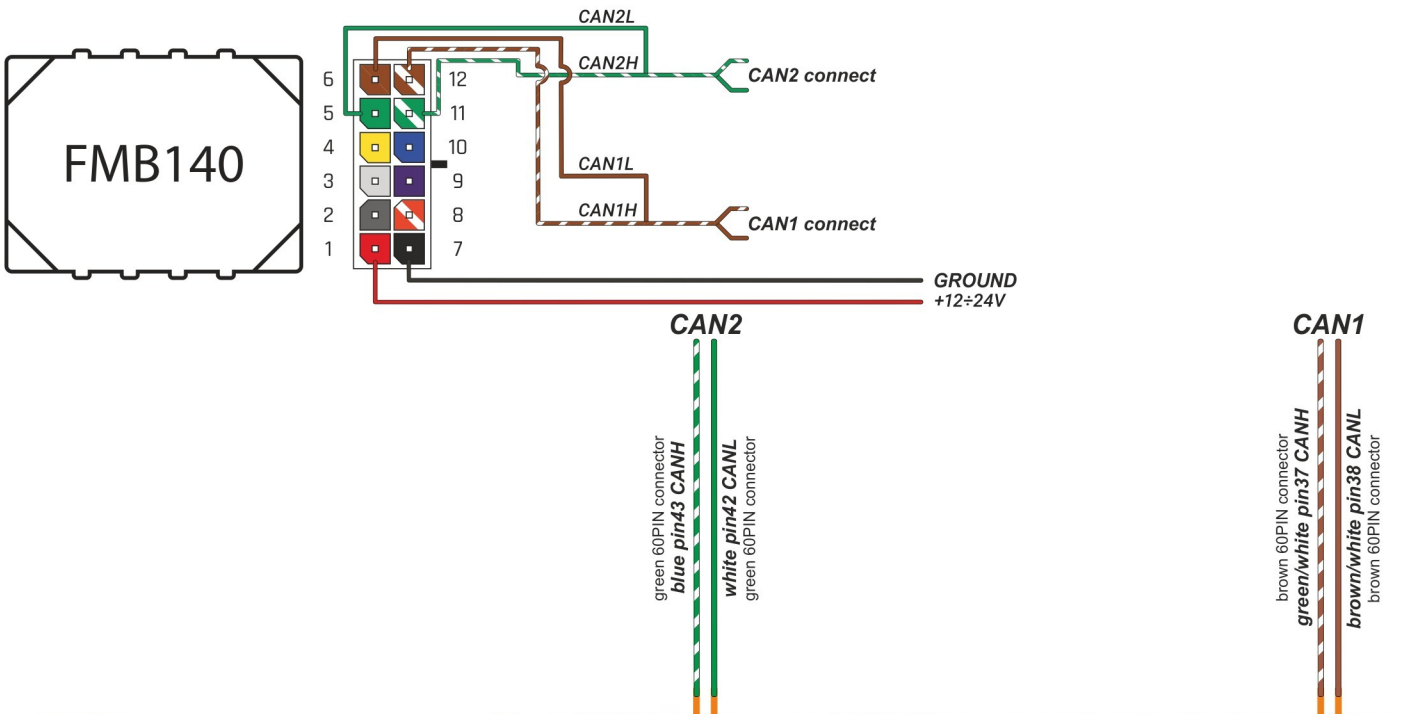 CAN2L
6
12
CAN2H
CAN2 connect
5
11
FMB140
4
10
3
9
CAN1L
2
8
CAN1H
CAN1 connect
1
7
GROUND
+12÷24V
CAN2
CAN1
green 60PIN connector
blue pin43 CANH
white pin42 CANL
green 60PIN connector
brown 60PIN connector
green/white pin37 CANH
brown/white pin38 CANL
brown 60PIN connector